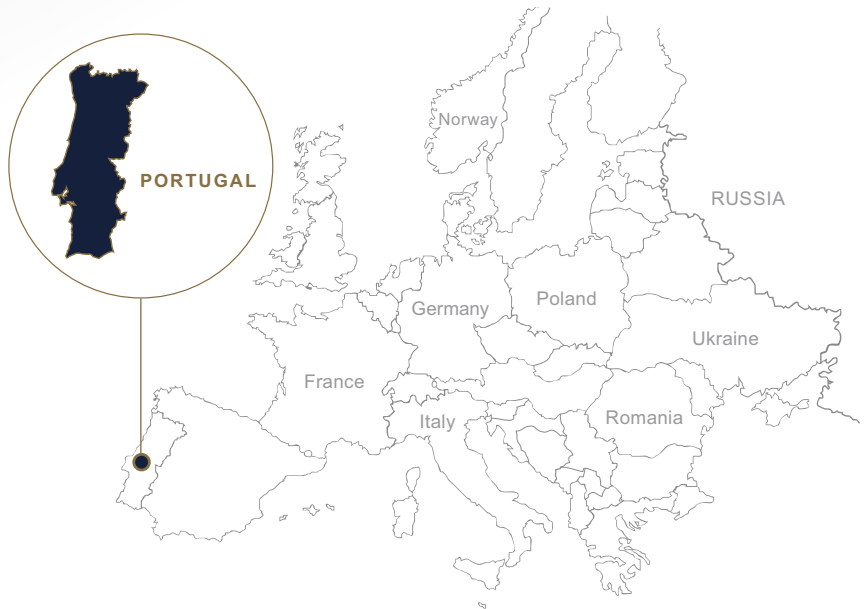 Norway
PORTUGAL
RUSSIA
Germany
Poland
Ukraine
France
Italy
Romania